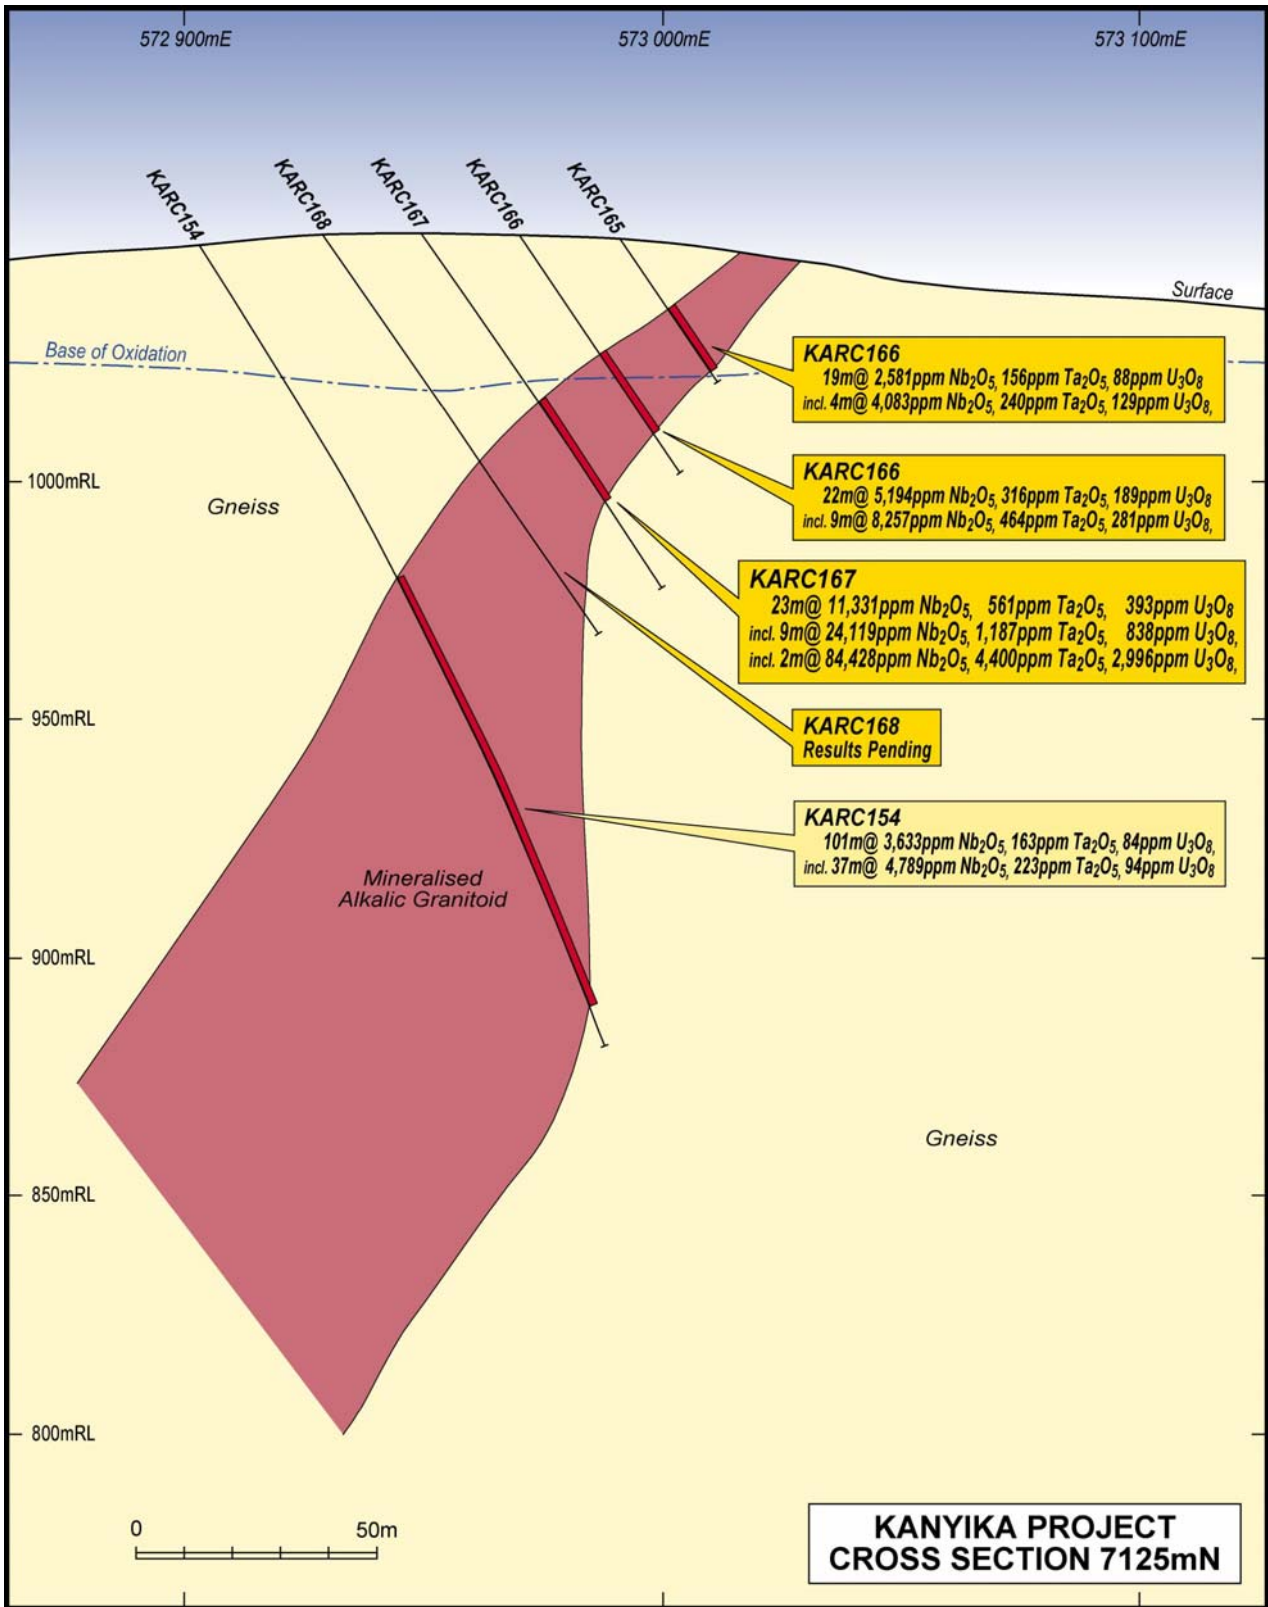 572 900mE
573 000mE
573 100mE
KARC154
KARC168
KARC167
KARC166
KARC165
Surface
Base of Oxidation
KARC166
19m@ 2,581ppm Nb₂O₅, 156ppm Ta₂O₅, 88ppm U₃O₈
incl. 4m@ 4,083ppm Nb₂O₅, 240ppm Ta₂O₅, 129ppm U₃O₈,
KARC166
22m@ 5,194ppm Nb₂O₅, 316ppm Ta₂O₅, 189ppm U₃O₈
incl. 9m@ 8,257ppm Nb₂O₅, 464ppm Ta₂O₅, 281ppm U₃O₈,
1000mRL
Gneiss
KARC167
23m@ 11,331ppm Nb₂O₅, 561ppm Ta₂O₅, 393ppm U₃O₈
incl. 9m@ 24,119ppm Nb₂O₅, 1,187ppm Ta₂O₅, 838ppm U₃O₈,
incl. 2m@ 84,428ppm Nb₂O₅, 4,400ppm Ta₂O₅, 2,996ppm U₃O₈,
950mRL
KARC168
Results Pending
KARC154
101m@ 3,633ppm Nb₂O₅, 163ppm Ta₂O₅, 84ppm U₃O₈,
incl. 37m@ 4,789ppm Nb₂O₅, 223ppm Ta₂O₅, 94ppm U₃O₈
Mineralised
Alkalic Granitoid
900mRL
Gneiss
850mRL
800mRL
0 50m
KANYIKA PROJECT
CROSS SECTION 7125mN